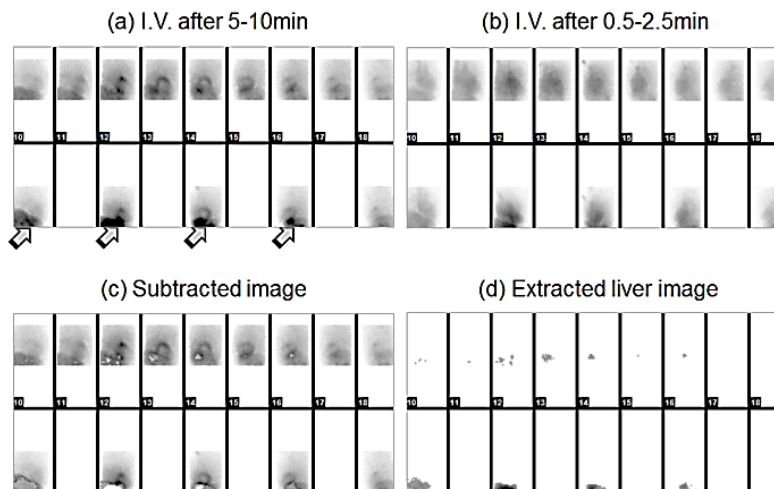 (a) I.V. after 5-10min
(b) I.V. after 0.5-2.5min
10 11 12 13 14 15 16 17 18
10 11 12 13 14 15 16 17 18
(c) Subtracted image
(d) Extracted liver image
10 11 12 13 14 15 16 17 18
10 11 12 13 14 15 16 17 18